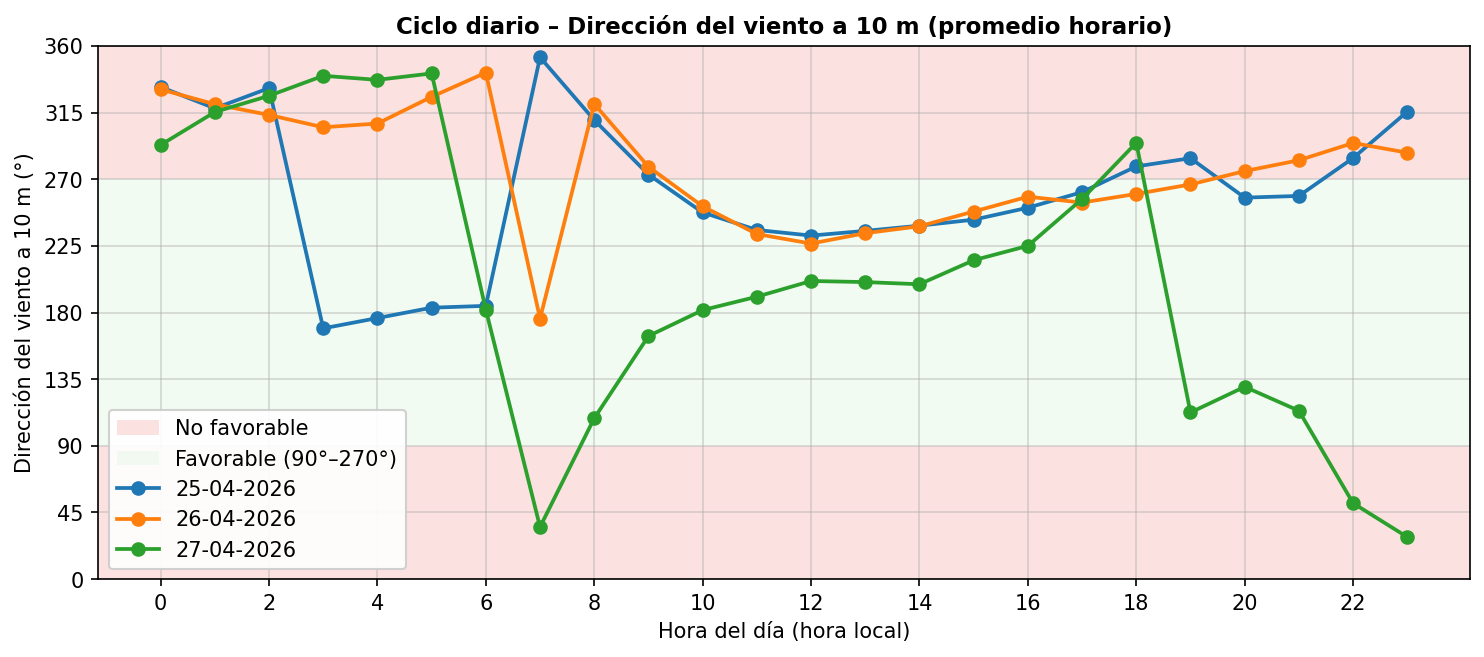 Ciclo diario – Dirección del viento a 10 m (promedio horario)
Dirección del viento a 10 m (°)
360
315
270
225
180
135
90
45
0
No favorable
Favorable (90°–270°)
25-04-2026
26-04-2026
27-04-2026
0 2 4 6 8 10 12 14 16 18 20 22
Hora del día (hora local)